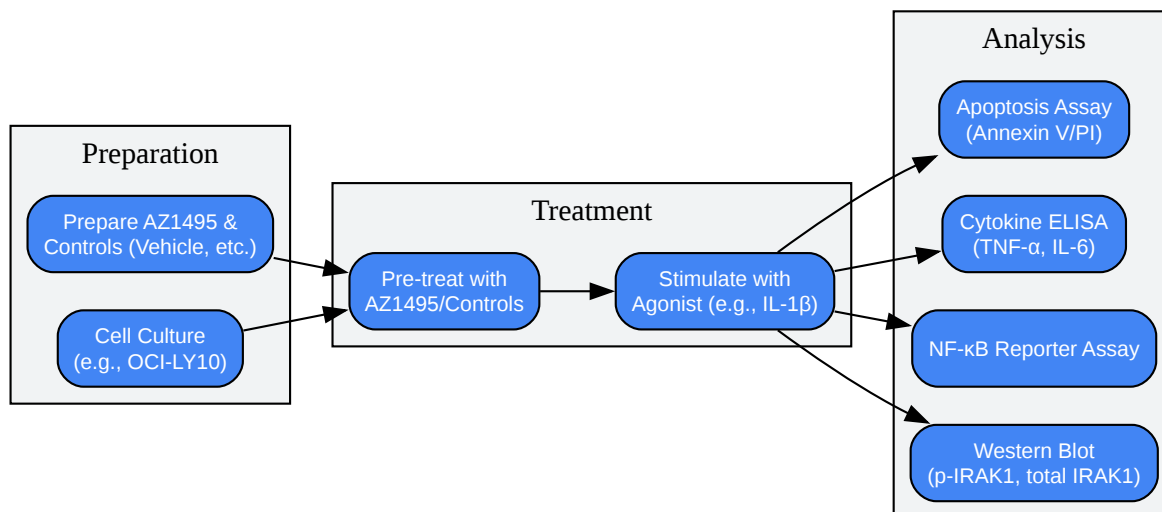 Preparation
Prepare AZ1495 &
Controls (Vehicle, etc.)
Cell Culture
(e.g., OCI-LY10)
Treatment
Pre-treat with
AZ1495/Controls
Stimulate with
Agonist (e.g., IL-1β)
Analysis
Apoptosis Assay
(Annexin V/PI)
Cytokine ELISA
(TNF-α, IL-6)
NF-κB Reporter Assay
Western Blot
(p-IRAK1, total IRAK1)